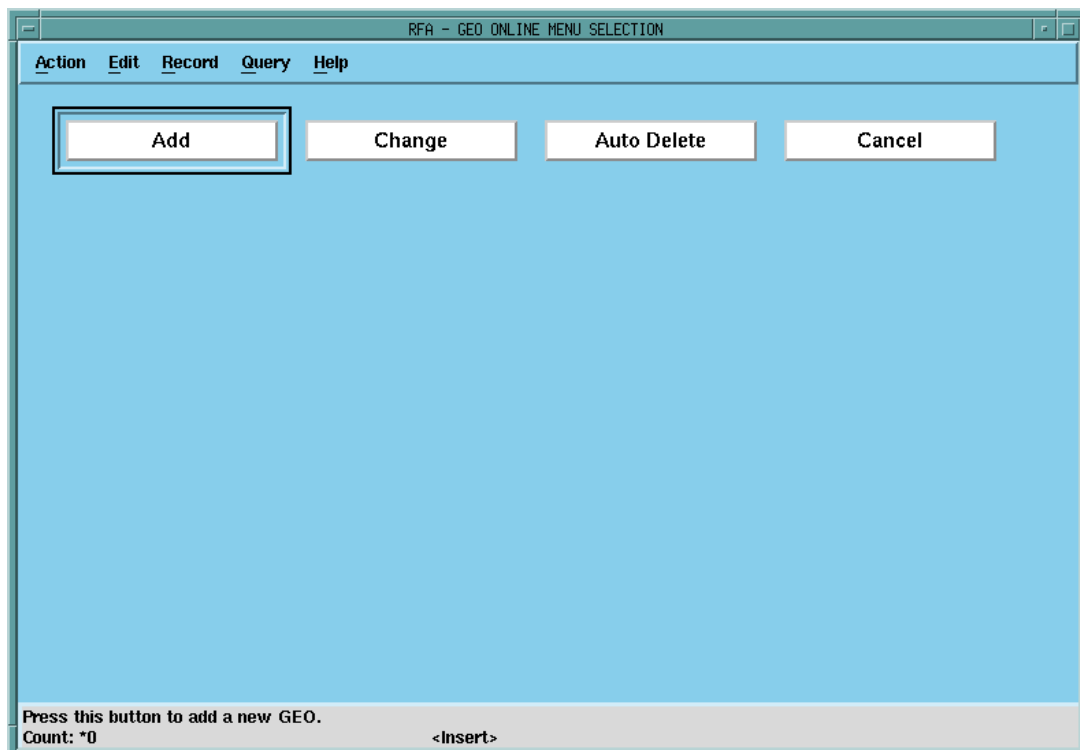 RFA - GEO ONLINE MENU SELECTION
Action Edit Record Query Help
Add Change Auto Delete Cancel
Press this button to add a new GEO.
Count: *0 <Insert>